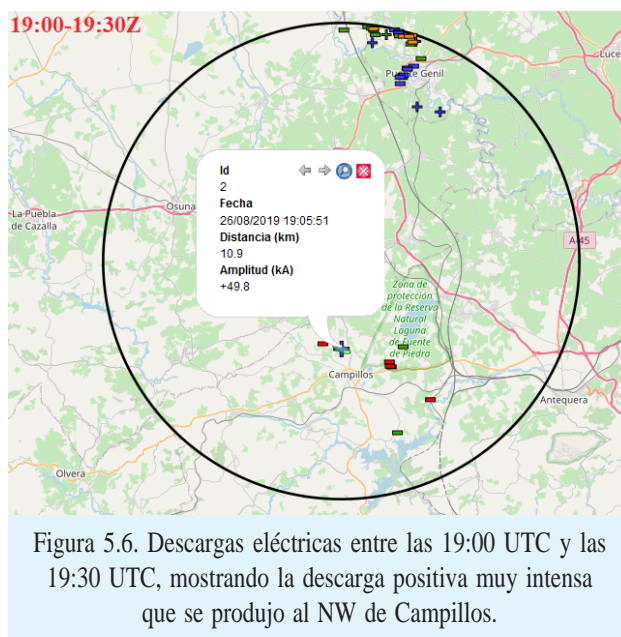 19:00-19:30Z
Puente Genil
Luce
Id
2
Fecha
26/08/2019 19:05:51
Distancia (km)
10.9
Amplitud (kA)
+49.8
Osuna
La Puebla
de Cazalla
A-45
Zona de
protección
de la Reserva
Natural
Laguna
de Fuente
de Piedra
Campillos
Antequera
Olvera
Figura 5.6. Descargas eléctricas entre las 19:00 UTC y las
19:30 UTC, mostrando la descarga positiva muy intensa
que se produjo al NW de Campillos.